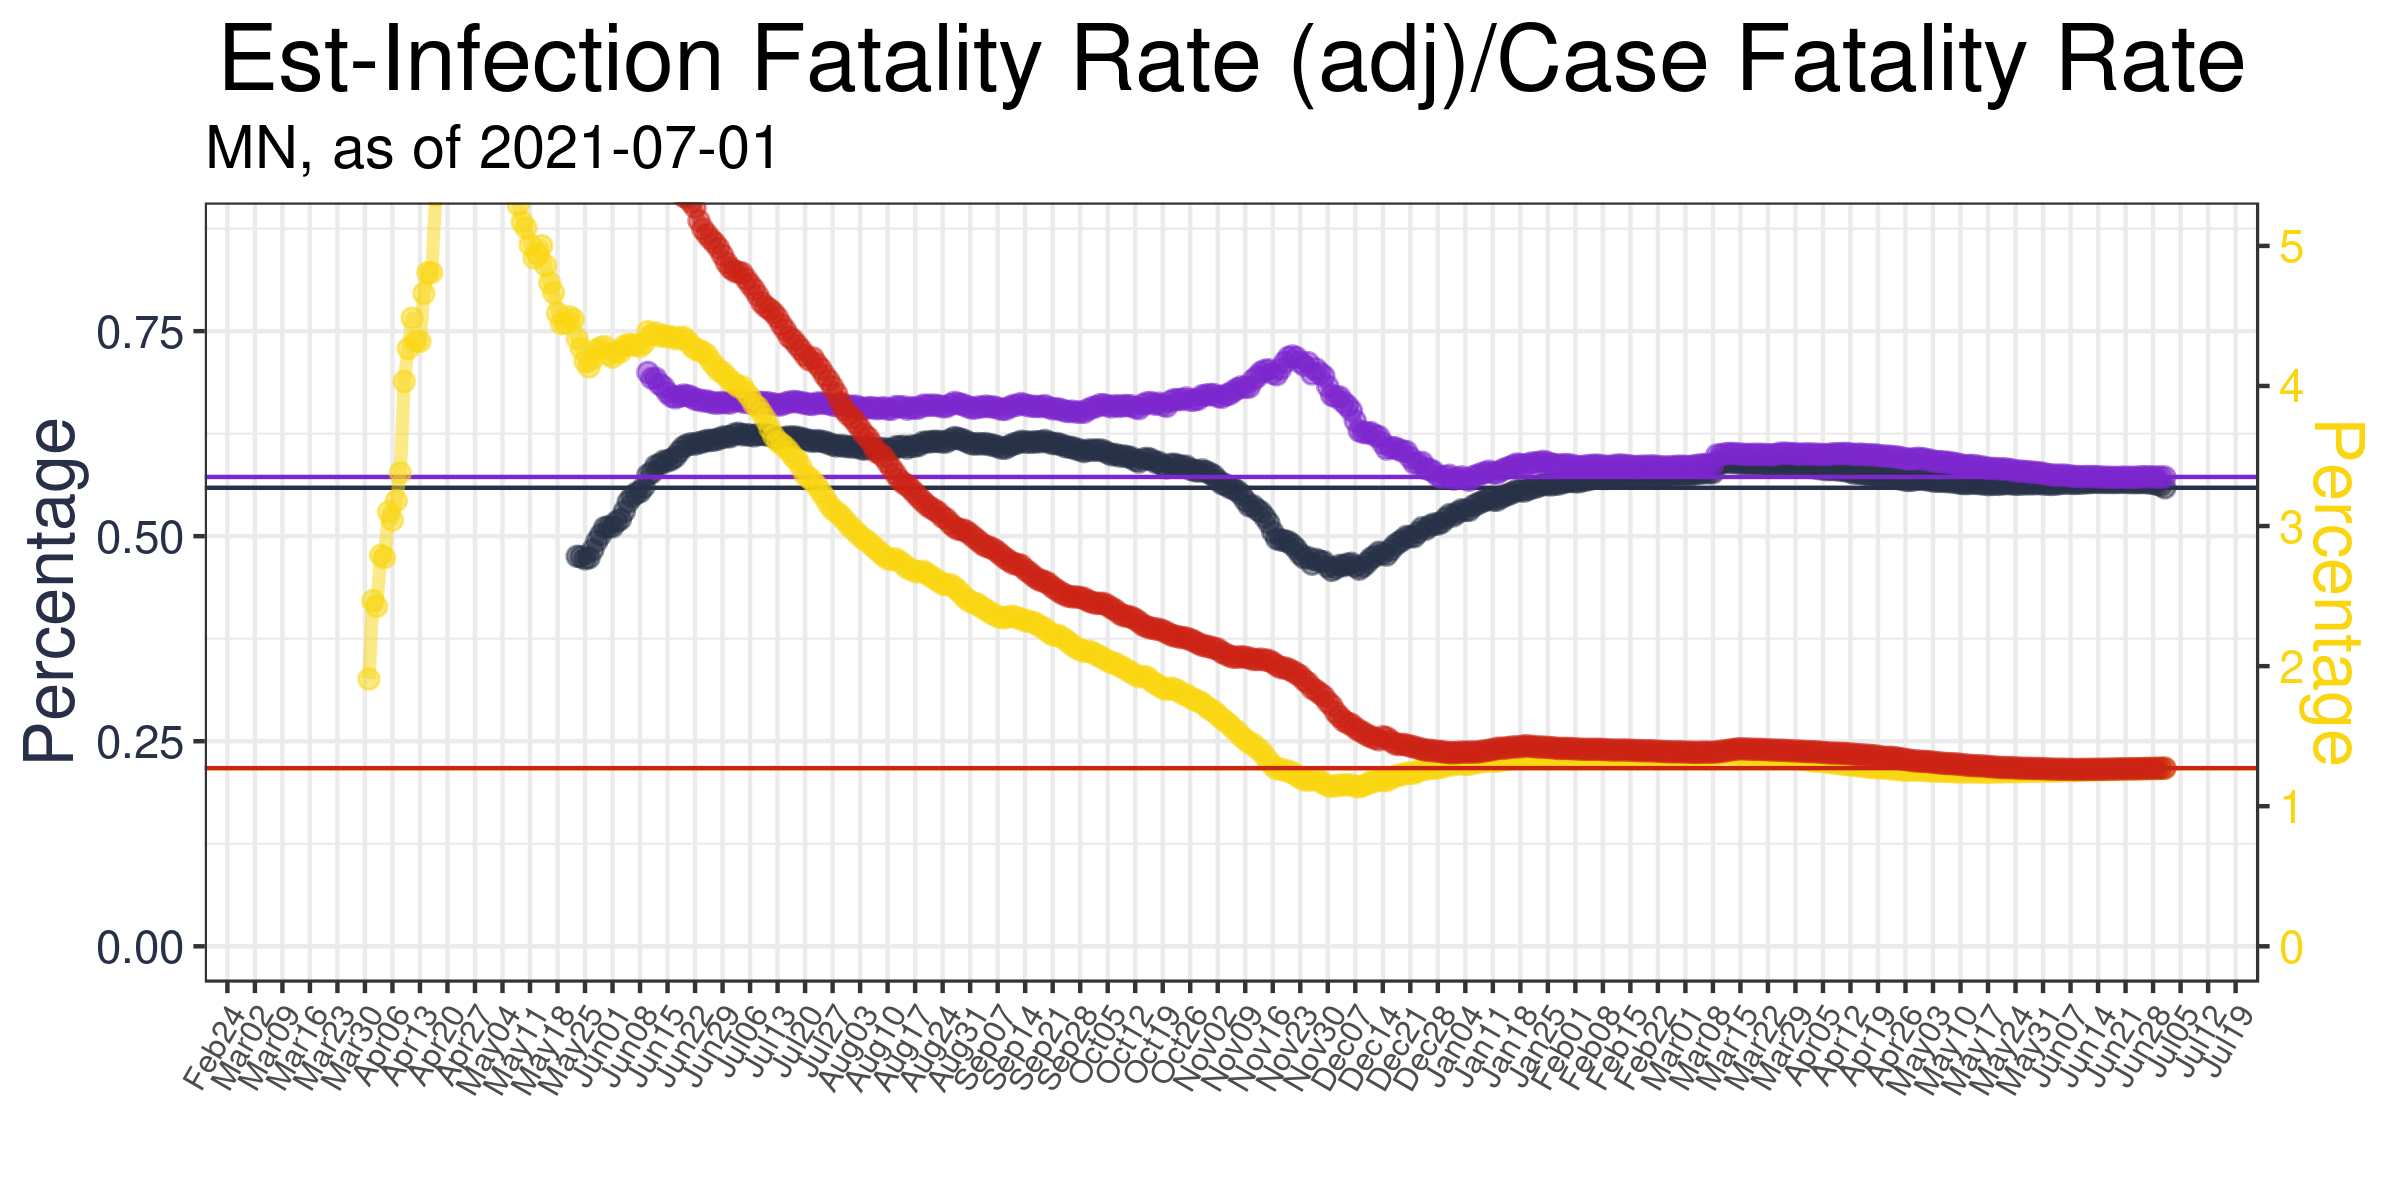 Est-Infection Fatality Rate (adj)/Case Fatality Rate
MN, as of 2021-07-01
Percentage
0.75
0.50
0.25
0.00
5
4
3
2
1
0
Percentage
Feb24
Mar02
Mar09
Mar16
Mar23
Mar30
Apr06
Apr13
Apr20
Apr27
May04
May11
May18
May25
Jun01
Jun08
Jun15
Jun22
Jun29
Jul06
Jul13
Jul20
Jul27
Aug03
Aug10
Aug17
Aug24
Aug31
Sep07
Sep14
Sep21
Sep28
Oct05
Oct12
Oct19
Oct26
Nov02
Nov09
Nov16
Nov23
Nov30
Dec07
Dec14
Dec21
Dec28
Jan04
Jan11
Jan18
Jan25
Feb01
Feb08
Feb15
Feb22
Mar01
Mar08
Mar15
Mar22
Mar29
Apr05
Apr12
Apr19
Apr26
May03
May10
May17
May24
May31
Jun07
Jun14
Jun21
Jun28
Jul05
Jul12
Jul19